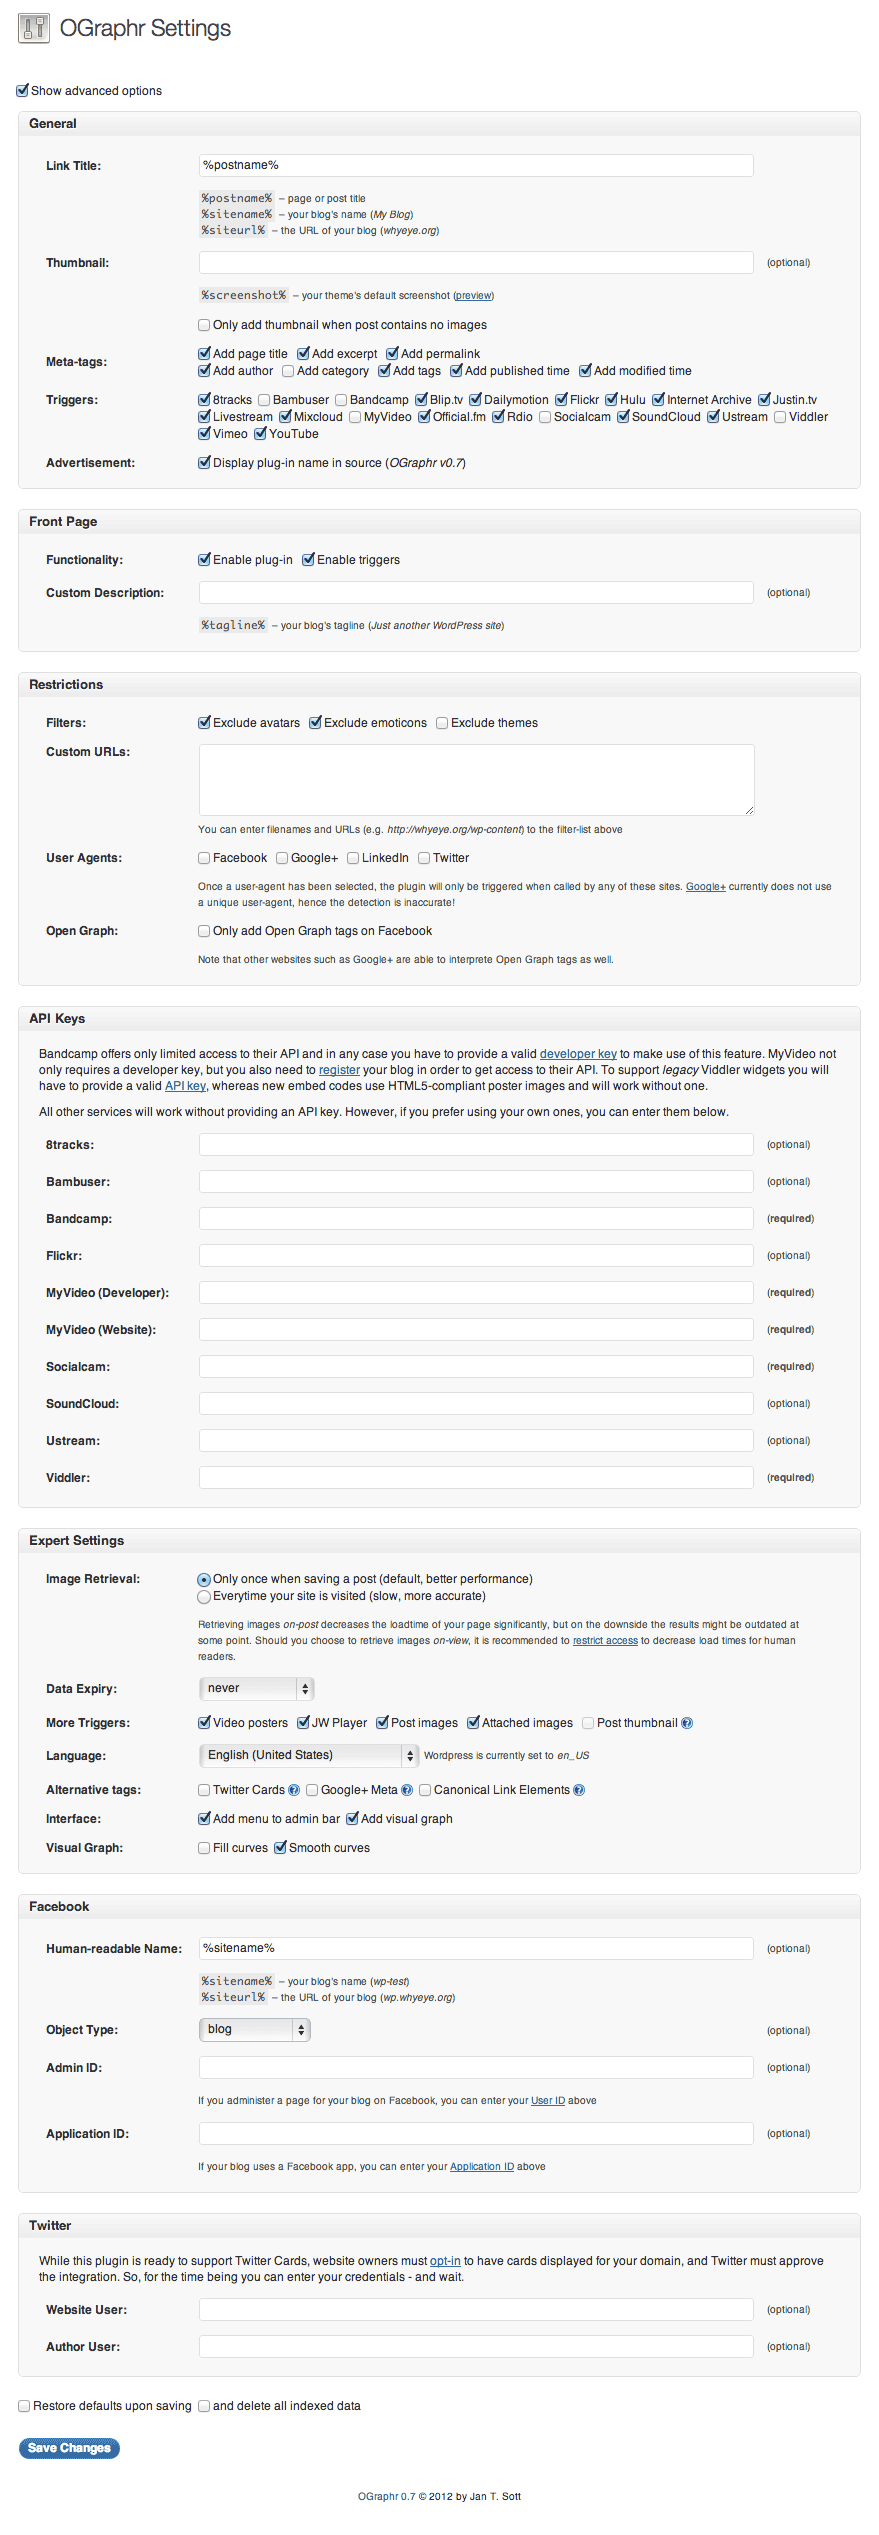 OGraphr Settings
Show advanced options
General
Link Title: %postname%
%postname% – page or post title
%sitename% – your blog's name (My Blog)
%siteurl% – the URL of your blog (whyeye.org)
Thumbnail: (optional)
%screenshot% – your theme's default screenshot (preview)
Only add thumbnail when post contains no images
Meta-tags: Add page title Add excerpt Add permalink
Add author Add category Add tags Add published time Add modified time
Triggers: 8tracks Bambuser Bandcamp Blip.tv Dailymotion Flickr Hulu Internet Archive Justin.tv
Livestream Mixcloud MyVideo Official.fm Rdio Socialcam SoundCloud Ustream Viddler
Vimeo YouTube
Advertisement: Display plug-in name in source (OGraphr v0.7)
Front Page
Functionality: Enable plug-in Enable triggers
Custom Description: (optional)
%tagline% – your blog's tagline (Just another WordPress site)
Restrictions
Filters: Exclude avatars Exclude emoticons Exclude themes
Custom URLs:
You can enter filenames and URLs (e.g. http://whyeye.org/wp-content) to the filter-list above
User Agents: Facebook Google+ LinkedIn Twitter
Once a user-agent has been selected, the plugin will only be triggered when called by any of these sites. Google+ currently does not use
a unique user-agent, hence the detection is inaccurate!
Open Graph: Only add Open Graph tags on Facebook
Note that other websites such as Google+ are able to interprete Open Graph tags as well.
API Keys
Bandcamp offers only limited access to their API and in any case you have to provide a valid developer key to make use of this feature. MyVideo not
only requires a developer key, but you also need to register your blog in order to get access to their API. To support legacy Viddler widgets you will
have to provide a valid API key, whereas new embed codes use HTML5-compliant poster images and will work without one.
All other services will work without providing an API key. However, if you prefer using your own ones, you can enter them below.
8tracks: (optional)
Bambuser: (optional)
Bandcamp: (required)
Flickr: (optional)
MyVideo (Developer): (required)
MyVideo (Website): (required)
Socialcam: (required)
SoundCloud: (optional)
Ustream: (optional)
Viddler: (required)
Expert Settings
Image Retrieval: Only once when saving a post (default, better performance)
Everytime your site is visited (slow, more accurate)
Retrieving images on-post decreases the loadtime of your page significantly, but on the downside the results might be outdated at
some point. Should you choose to retrieve images on-view, it is recommended to restrict access to decrease load times for human
readers.
Data Expiry: never
More Triggers: Video posters JW Player Post images Attached images Post thumbnail ?
Language: English (United States) Wordpress is currently set to en_US
Alternative tags: Twitter Cards ? Google+ Meta ? Canonical Link Elements ?
Interface: Add menu to admin bar Add visual graph
Visual Graph: Fill curves Smooth curves
Facebook
Human-readable Name: %sitename% (optional)
%sitename% – your blog's name (wp-test)
%siteurl% – the URL of your blog (wp.whyeye.org)
Object Type: blog (optional)
Admin ID: (optional)
If you administer a page for your blog on Facebook, you can enter your User ID above
Application ID: (optional)
If your blog uses a Facebook app, you can enter your Application ID above
Twitter
While this plugin is ready to support Twitter Cards, website owners must opt-in to have cards displayed for your domain, and Twitter must approve
the integration. So, for the time being you can enter your credentials - and wait.
Website User: (optional)
Author User: (optional)
Restore defaults upon saving and delete all indexed data
Save Changes
OGraphr 0.7 © 2012 by Jan T. Sott